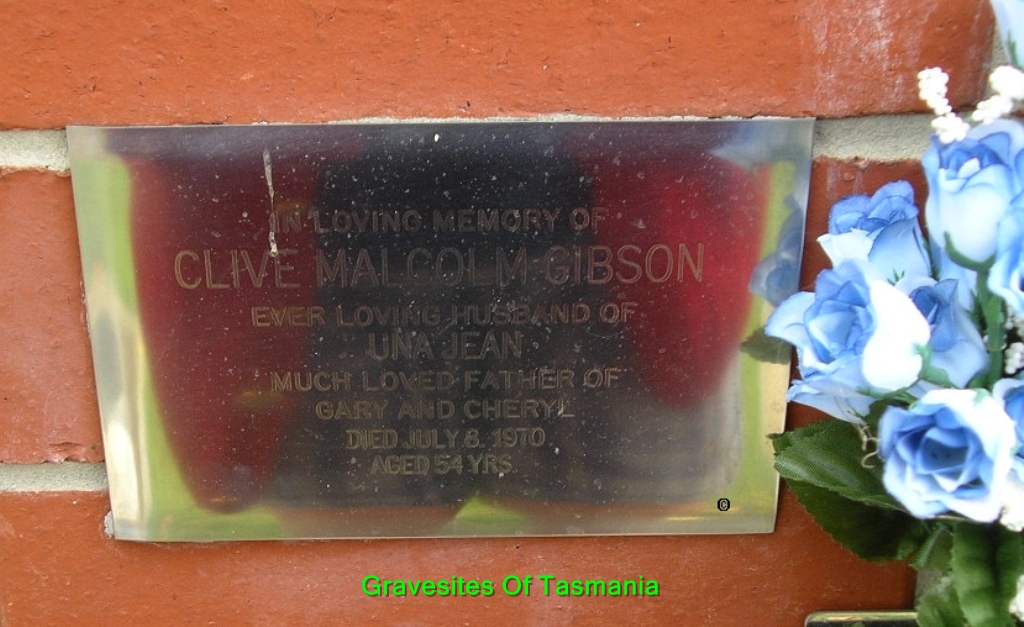 IN LOVING MEMORY OF
CLIVE MALCOLM GIBSON
EVER LOVING HUSBAND OF
UNA JEAN
MUCH LOVED FATHER OF
GARY AND CHERYL
DIED JULY 8. 1970
AGED 54 YRS
©
Gravesites Of Tasmania